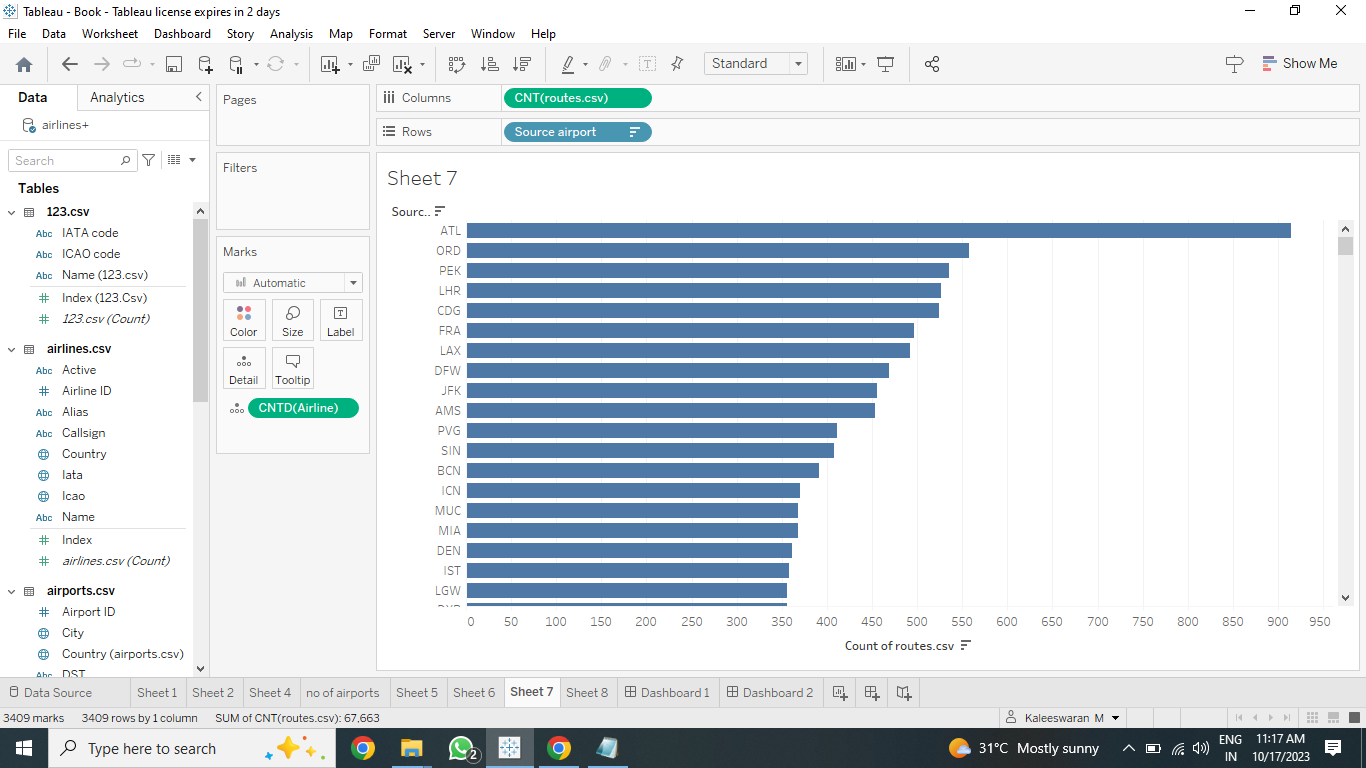 Tableau - Book - Tableau license expires in 2 days
File Data Worksheet Dashboard Story Analysis Map Format Server Window Help
Standard
Show Me
Data Analytics
airlines+
Search
Tables
123.csv
Abc IATA code
Abc ICAO code
Abc Name (123.csv)
Index (123.Csv)
123.csv (Count)
airlines.csv
Abc Active
Airline ID
Abc Alias
Abc Callsign
Country
Iata
Icao
Abc Name
Index
airlines.csv (Count)
airports.csv
Airport ID
City
Country (airports.csv)
Abc DST
Pages
Filters
Marks
Automatic
Color Size Label
Detail Tooltip
CNTD(Airline)
Columns CNT(routes.csv)
Rows Source airport
Sheet 7
Sourc..
ATL
ORD
PEK
LHR
CDG
FRA
LAX
DFW
JFK
AMS
PVG
SIN
BCN
ICN
MUC
MIA
DEN
IST
LGW
DXB
0 50 100 150 200 250 300 350 400 450 500 550 600 650 700 750 800 850 900 950
Count of routes.csv
Data Source Sheet 1 Sheet 2 Sheet 4 no of airports Sheet 5 Sheet 6 Sheet 7 Sheet 8 Dashboard 1 Dashboard 2
3409 marks 3409 rows by 1 column SUM of CNT(routes.csv): 67,663
Kaleeswaran M
Type here to search
2
31°C Mostly sunny
ENG
IN
11:17 AM
10/17/2023